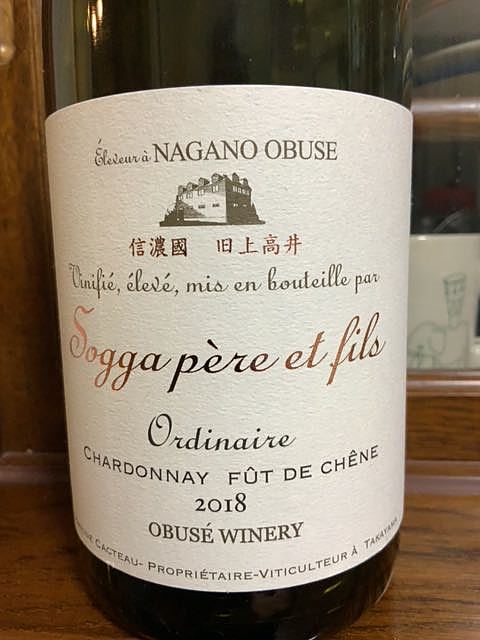 Éleveur à NAGANO OBUSE
信濃國 旧上高井
Vinifié, élevé, mis en bouteille par
Sogga père et fils
Ordinaire
CHARDONNAY FÛT DE CHÊNE
2018
OBUSÉ WINERY
CACTEAU- PROPRIÉTAIRE-VITICULTEUR À TAKAYAMA